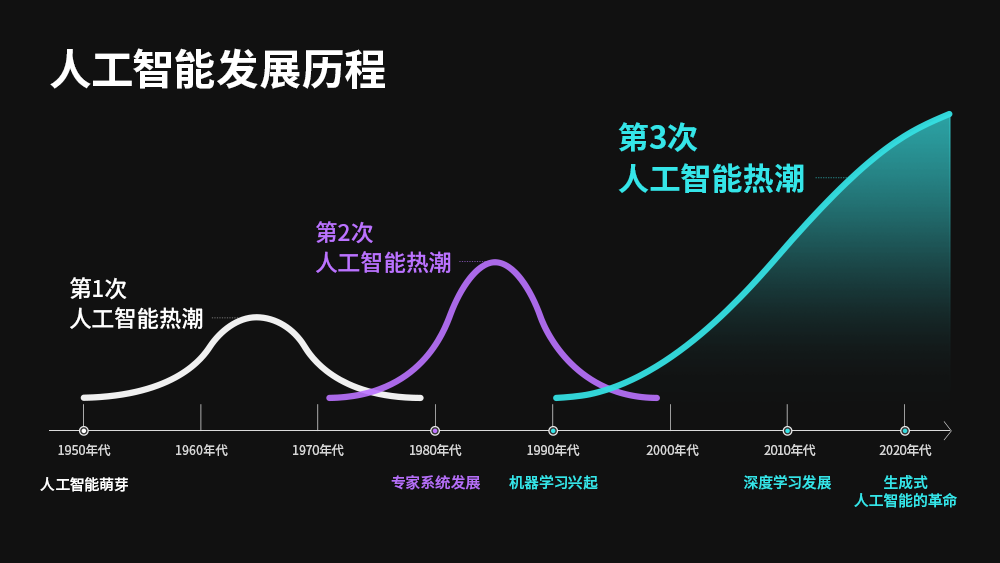 人工智能发展历程
第3次
人工智能热潮
第2次
人工智能热潮
第1次
人工智能热潮
1950年代
1960年代
1970年代
1980年代
1990年代
2000年代
2010年代
2020年代
人工智能萌芽
专家系统发展
机器学习兴起
深度学习发展
生成式
人工智能的革命